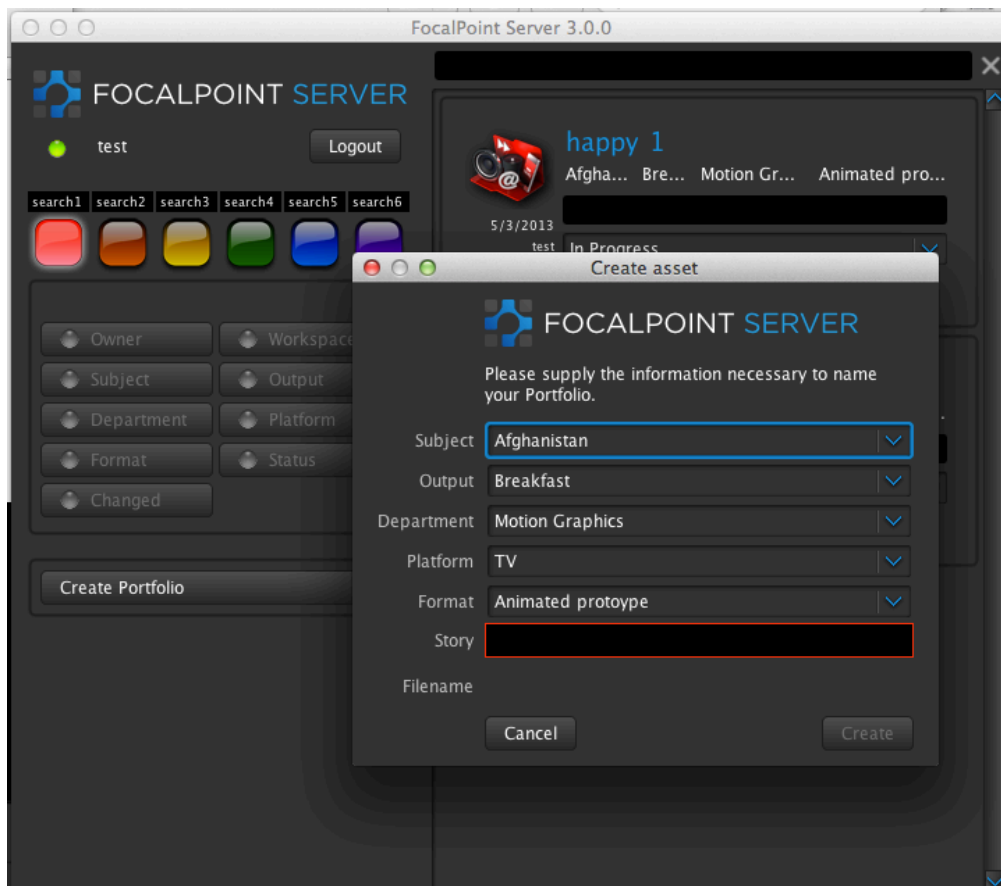 FocalPoint Server 3.0.0
FOCALPOINT SERVER
test
Logout
search1 search2 search3 search4 search5 search6
Owner
Workspace
Subject
Output
Department
Platform
Format
Status
Changed
Create Portfolio
happy 1
Afgha... Bre... Motion Gr... Animated pro...
5/3/2013
test
In Progress
Create asset
FOCALPOINT SERVER
Please supply the information necessary to name
your Portfolio.
Subject Afghanistan
Output Breakfast
Department Motion Graphics
Platform TV
Format Animated protoype
Story
Filename
Cancel
Create